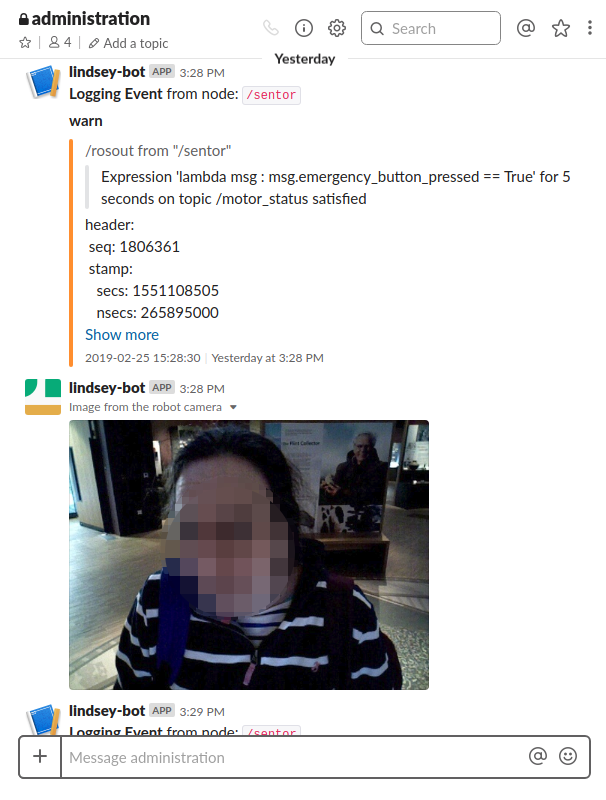 administration
4
Add a topic
Search
Yesterday
lindsey-bot APP 3:28 PM
Logging Event from node: /sentor
warn
/rosout from "/sentor"
Expression 'lambda msg : msg.emergency_button_pressed == True' for 5
seconds on topic /motor_status satisfied
header:
seq: 1806361
stamp:
secs: 1551108505
nsecs: 265895000
Show more
2019-02-25 15:28:30 Yesterday at 3:28 PM
lindsey-bot APP 3:28 PM
Image from the robot camera
Collector
lindsey-bot APP 3:29 PM
Logging Event from node: /sentor
Message administration